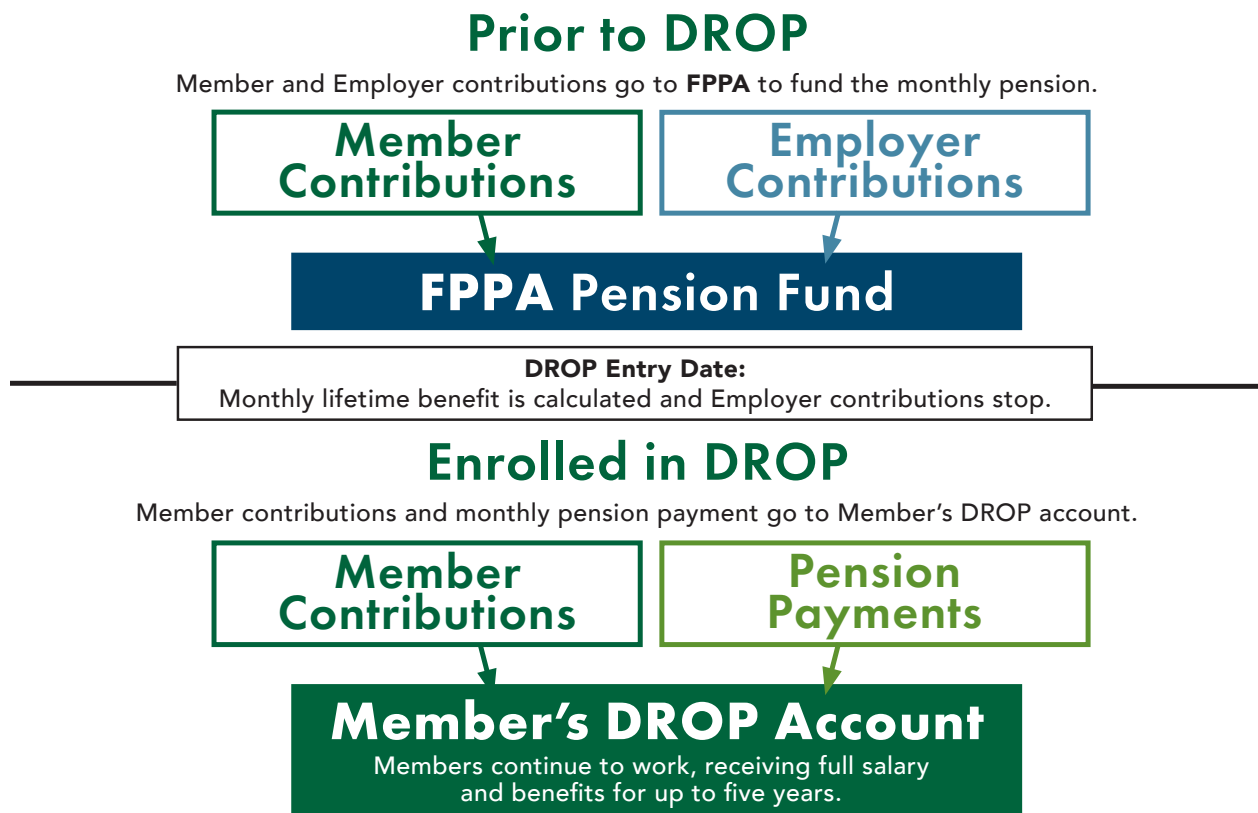 Prior to DROP
Member and Employer contributions go to FPPA to fund the monthly pension.
Member
Contributions
Employer
Contributions
FPPA Pension Fund
DROP Entry Date:
Monthly lifetime benefit is calculated and Employer contributions stop.
Enrolled in DROP
Member contributions and monthly pension payment go to Member’s DROP account.
Member
Contributions
Pension
Payments
Member’s DROP Account
Members continue to work, receiving full salary
and benefits for up to five years.